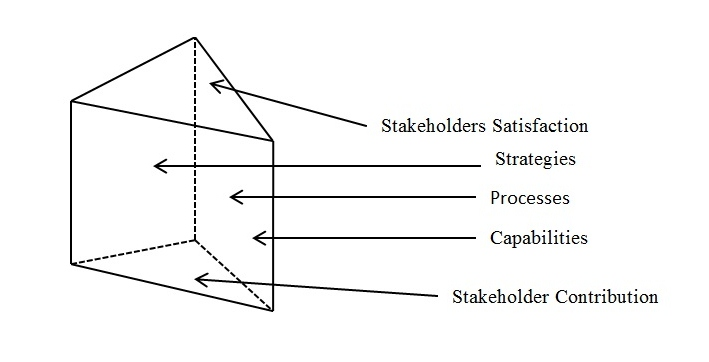 Stakeholders Satisfaction
Strategies
Processes
Capabilities
Stakeholder Contribution